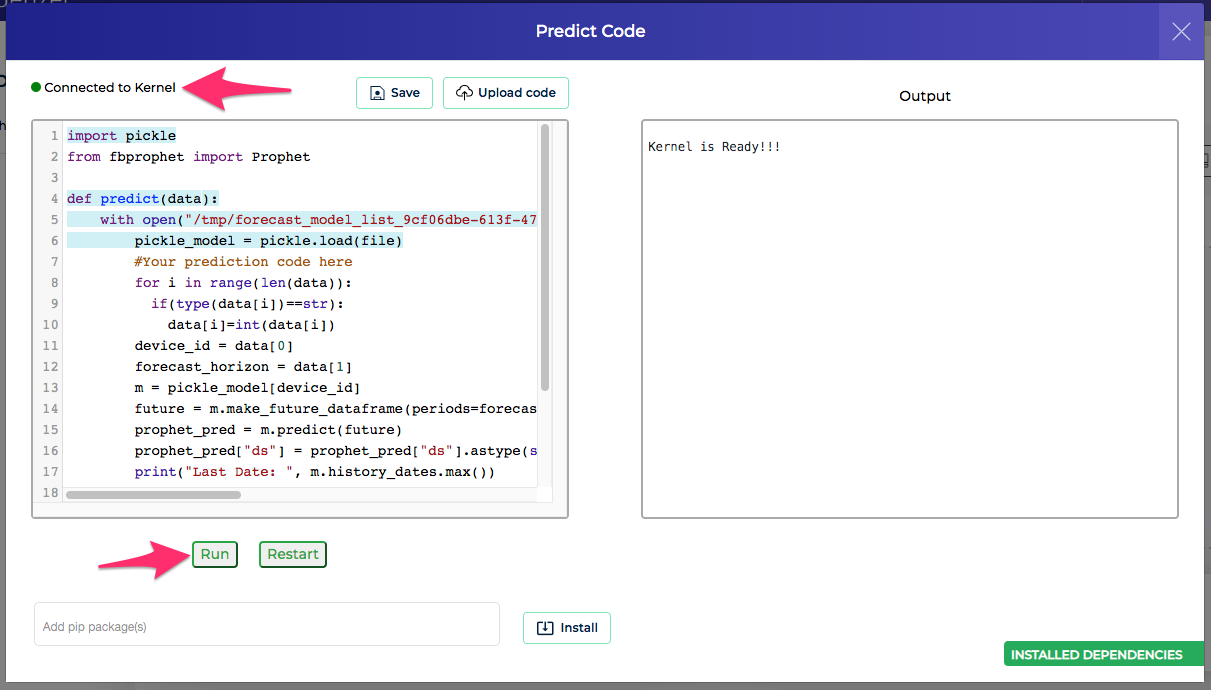 Predict Code
Connected to Kernel
Save
Upload code
Output
1 import pickle
2 from fbprophet import Prophet
3
4 def predict(data):
5     with open("/tmp/forecast_model_list_9cf06dbe-613f-47
6         pickle_model = pickle.load(file)
7         #Your prediction code here
8         for i in range(len(data)):
9           if(type(data[i])==str):
10             data[i]=int(data[i])
11         device_id = data[0]
12         forecast_horizon = data[1]
13         m = pickle_model[device_id]
14         future = m.make_future_dataframe(periods=forecas
15         prophet_pred = m.predict(future)
16         prophet_pred["ds"] = prophet_pred["ds"].astype(s
17         print("Last Date: ", m.history_dates.max())
18
Kernel is Ready!!!
Run
Restart
Add pip package(s)
Install
INSTALLED DEPENDENCIES